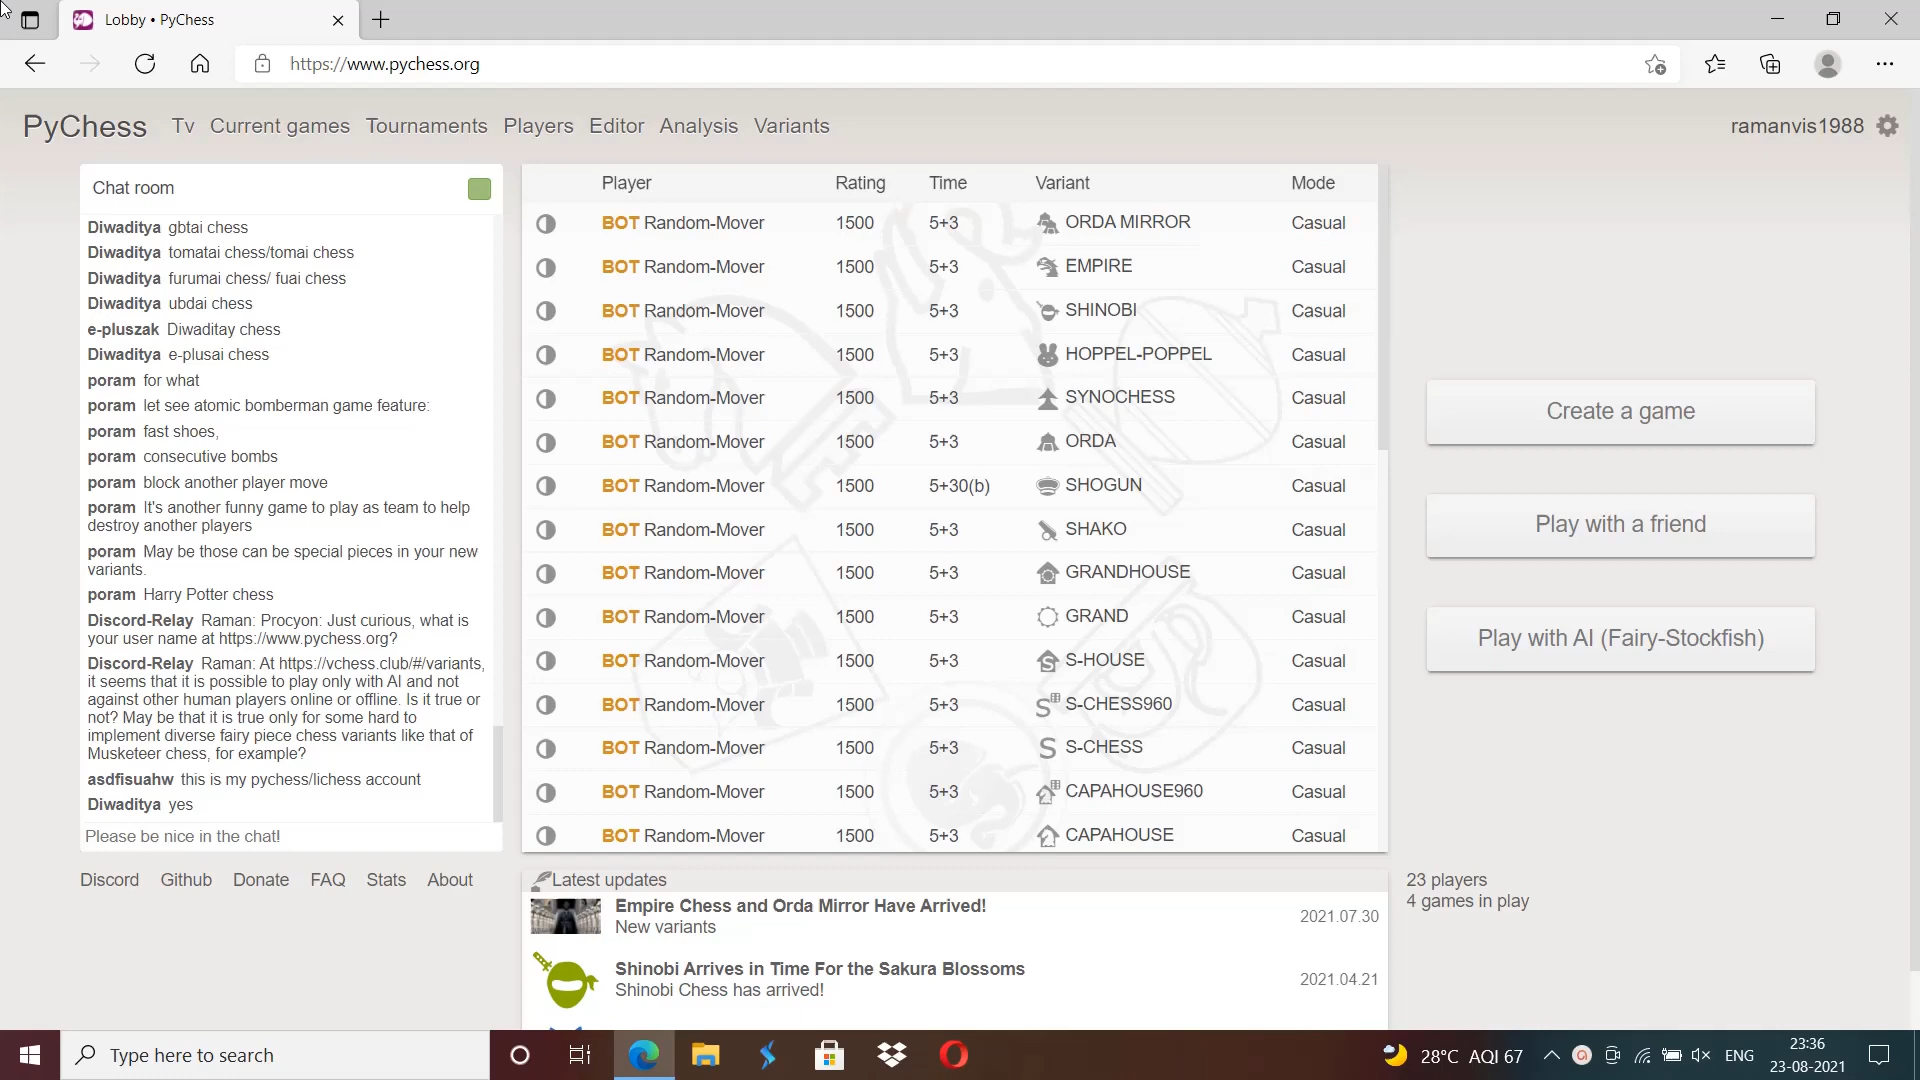 Lobby • PyChess
https://www.pychess.org
PyChess Tv Current games Tournaments Players Editor Analysis Variants ramanvis1988
Chat room
Diwaditya gbtai chess
Diwaditya tomatai chess/tomai chess
Diwaditya furumai chess/ fuai chess
Diwaditya ubdai chess
e-pluszak Diwaditay chess
Diwaditya e-plusai chess
poram for what
poram let see atomic bomberman game feature:
poram fast shoes,
poram consecutive bombs
poram block another player move
poram It's another funny game to play as team to help
destroy another players
poram May be those can be special pieces in your new
variants.
poram Harry Potter chess
Discord-Relay Raman: Procyon: Just curious, what is
your user name at https://www.pychess.org?
Discord-Relay Raman: At https://vchess.club/#/variants,
it seems that it is possible to play only with AI and not
against other human players online or offline. Is it true or
not? May be that it is true only for some hard to
implement diverse fairy piece chess variants like that of
Musketeer chess, for example?
asdfisuahw this is my pychess/lichess account
Diwaditya yes
Please be nice in the chat!
Discord Github Donate FAQ Stats About
Player Rating Time Variant Mode
BOT Random-Mover 1500 5+3 ORDA MIRROR Casual
BOT Random-Mover 1500 5+3 EMPIRE Casual
BOT Random-Mover 1500 5+3 SHINOBI Casual
BOT Random-Mover 1500 5+3 HOPPEL-POPPEL Casual
BOT Random-Mover 1500 5+3 SYNOCHESS Casual
BOT Random-Mover 1500 5+3 ORDA Casual
BOT Random-Mover 1500 5+30(b) SHOGUN Casual
BOT Random-Mover 1500 5+3 SHAKO Casual
BOT Random-Mover 1500 5+3 GRANDHOUSE Casual
BOT Random-Mover 1500 5+3 GRAND Casual
BOT Random-Mover 1500 5+3 S-HOUSE Casual
BOT Random-Mover 1500 5+3 S-CHESS960 Casual
BOT Random-Mover 1500 5+3 S-CHESS Casual
BOT Random-Mover 1500 5+3 CAPAHOUSE960 Casual
BOT Random-Mover 1500 5+3 CAPAHOUSE Casual
Latest updates
Empire Chess and Orda Mirror Have Arrived!
New variants
2021.07.30
Shinobi Arrives in Time For the Sakura Blossoms
Shinobi Chess has arrived!
2021.04.21
Create a game
Play with a friend
Play with AI (Fairy-Stockfish)
23 players
4 games in play
Type here to search
28°C AQI 67
ENG
23:36
23-08-2021